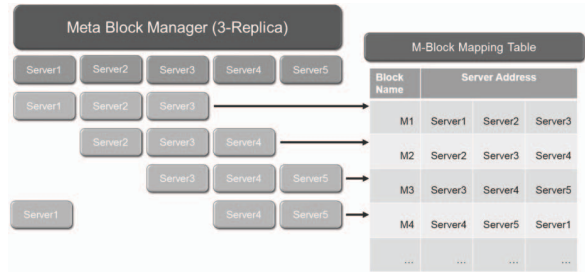 Meta Block Manager (3-Replica)
Server1 Server2 Server3 Server4 Server5
Server1 Server2 Server3
Server2 Server3 Server4
Server3 Server4 Server5
Server1 Server4 Server5
M-Block Mapping Table
Block Name Server Address
M1 Server1 Server2 Server3
M2 Server2 Server3 Server4
M3 Server3 Server4 Server5
M4 Server4 Server5 Server1
... ... ... ...